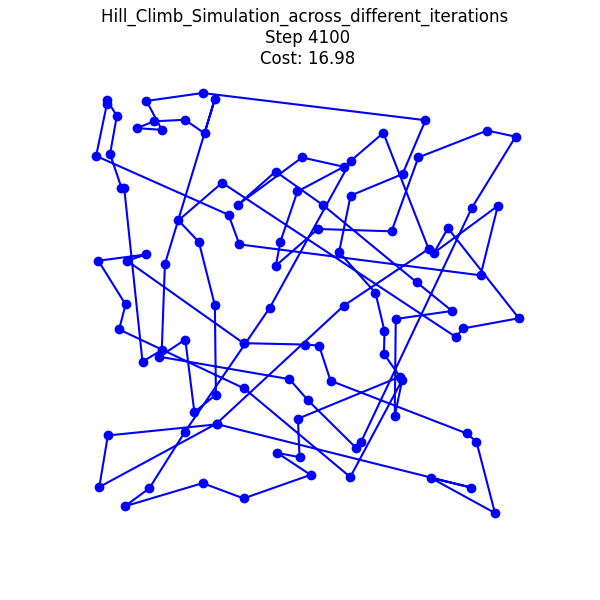 Hill_Climb_Simulation_across_different_iterations
Step 4100
Cost: 16.98